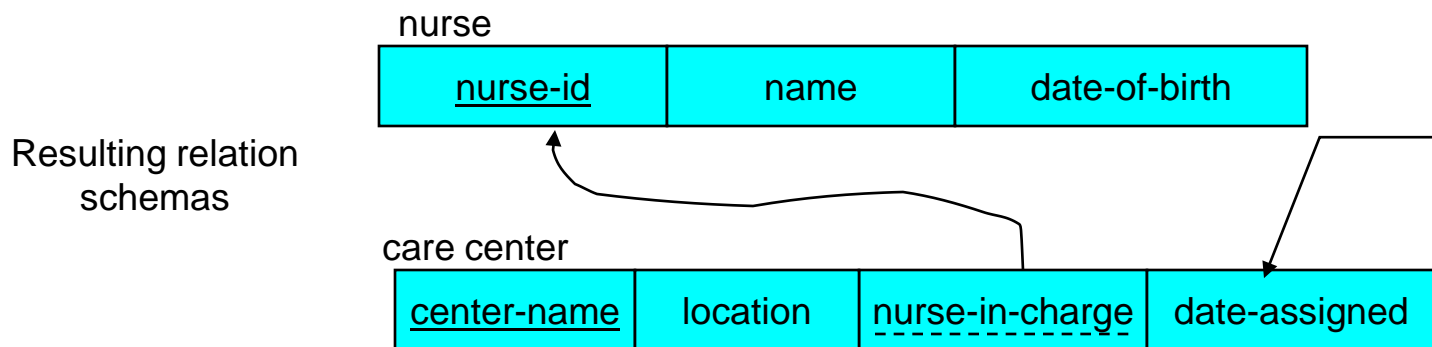 nurse
nurse-id name date-of-birth
Resulting relation
schemas
care center
center-name location nurse-in-charge date-assigned